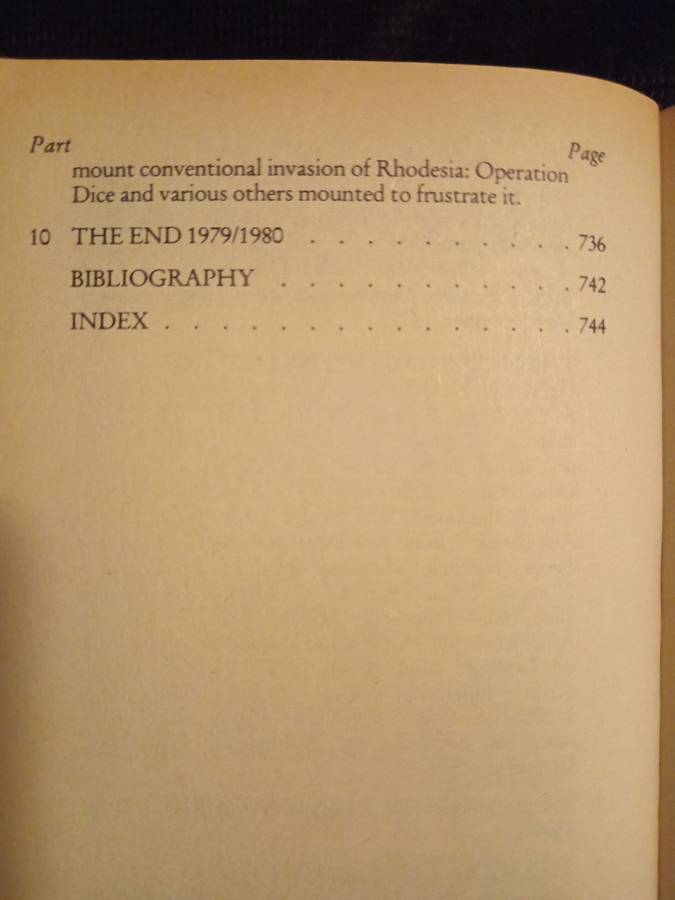 Part Page
mount conventional invasion of Rhodesia: Operation
Dice and various others mounted to frustrate it.
10 THE END 1979/1980 . . . . . . . . . . 736
BIBLIOGRAPHY . . . . . . . . . . . 742
INDEX . . . . . . . . . . . . . . . 744